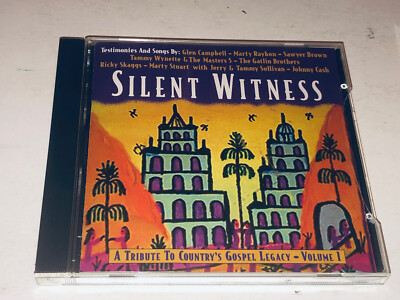 Testimonies And Songs By: Glen Campbell – Marty Raybon – Sawyer Brown
Tammy Wynette & The Masters 5 – The Gatlin Brothers
Ricky Skaggs – Marty Stuart with Jerry & Tammy Sullivan – Johnny Cash
SILENT WITNESS
A TRIBUTE TO COUNTRY'S GOSPEL LEGACY – VOLUME 1